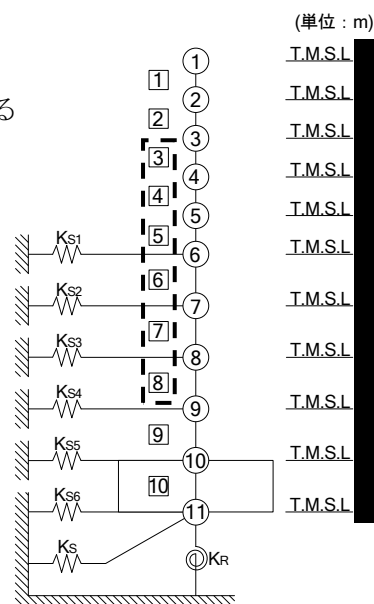 (単位：m)
る
① T.M.S.L
1
② T.M.S.L
2
③ T.M.S.L
3
④ T.M.S.L
4
⑤ T.M.S.L
5
KS1 ⑥ T.M.S.L
6
KS2 ⑦ T.M.S.L
7
KS3 ⑧ T.M.S.L
8
KS4 ⑨ T.M.S.L
9
KS5 ⑩ T.M.S.L
10
KS6 ⑪ T.M.S.L
KS KR